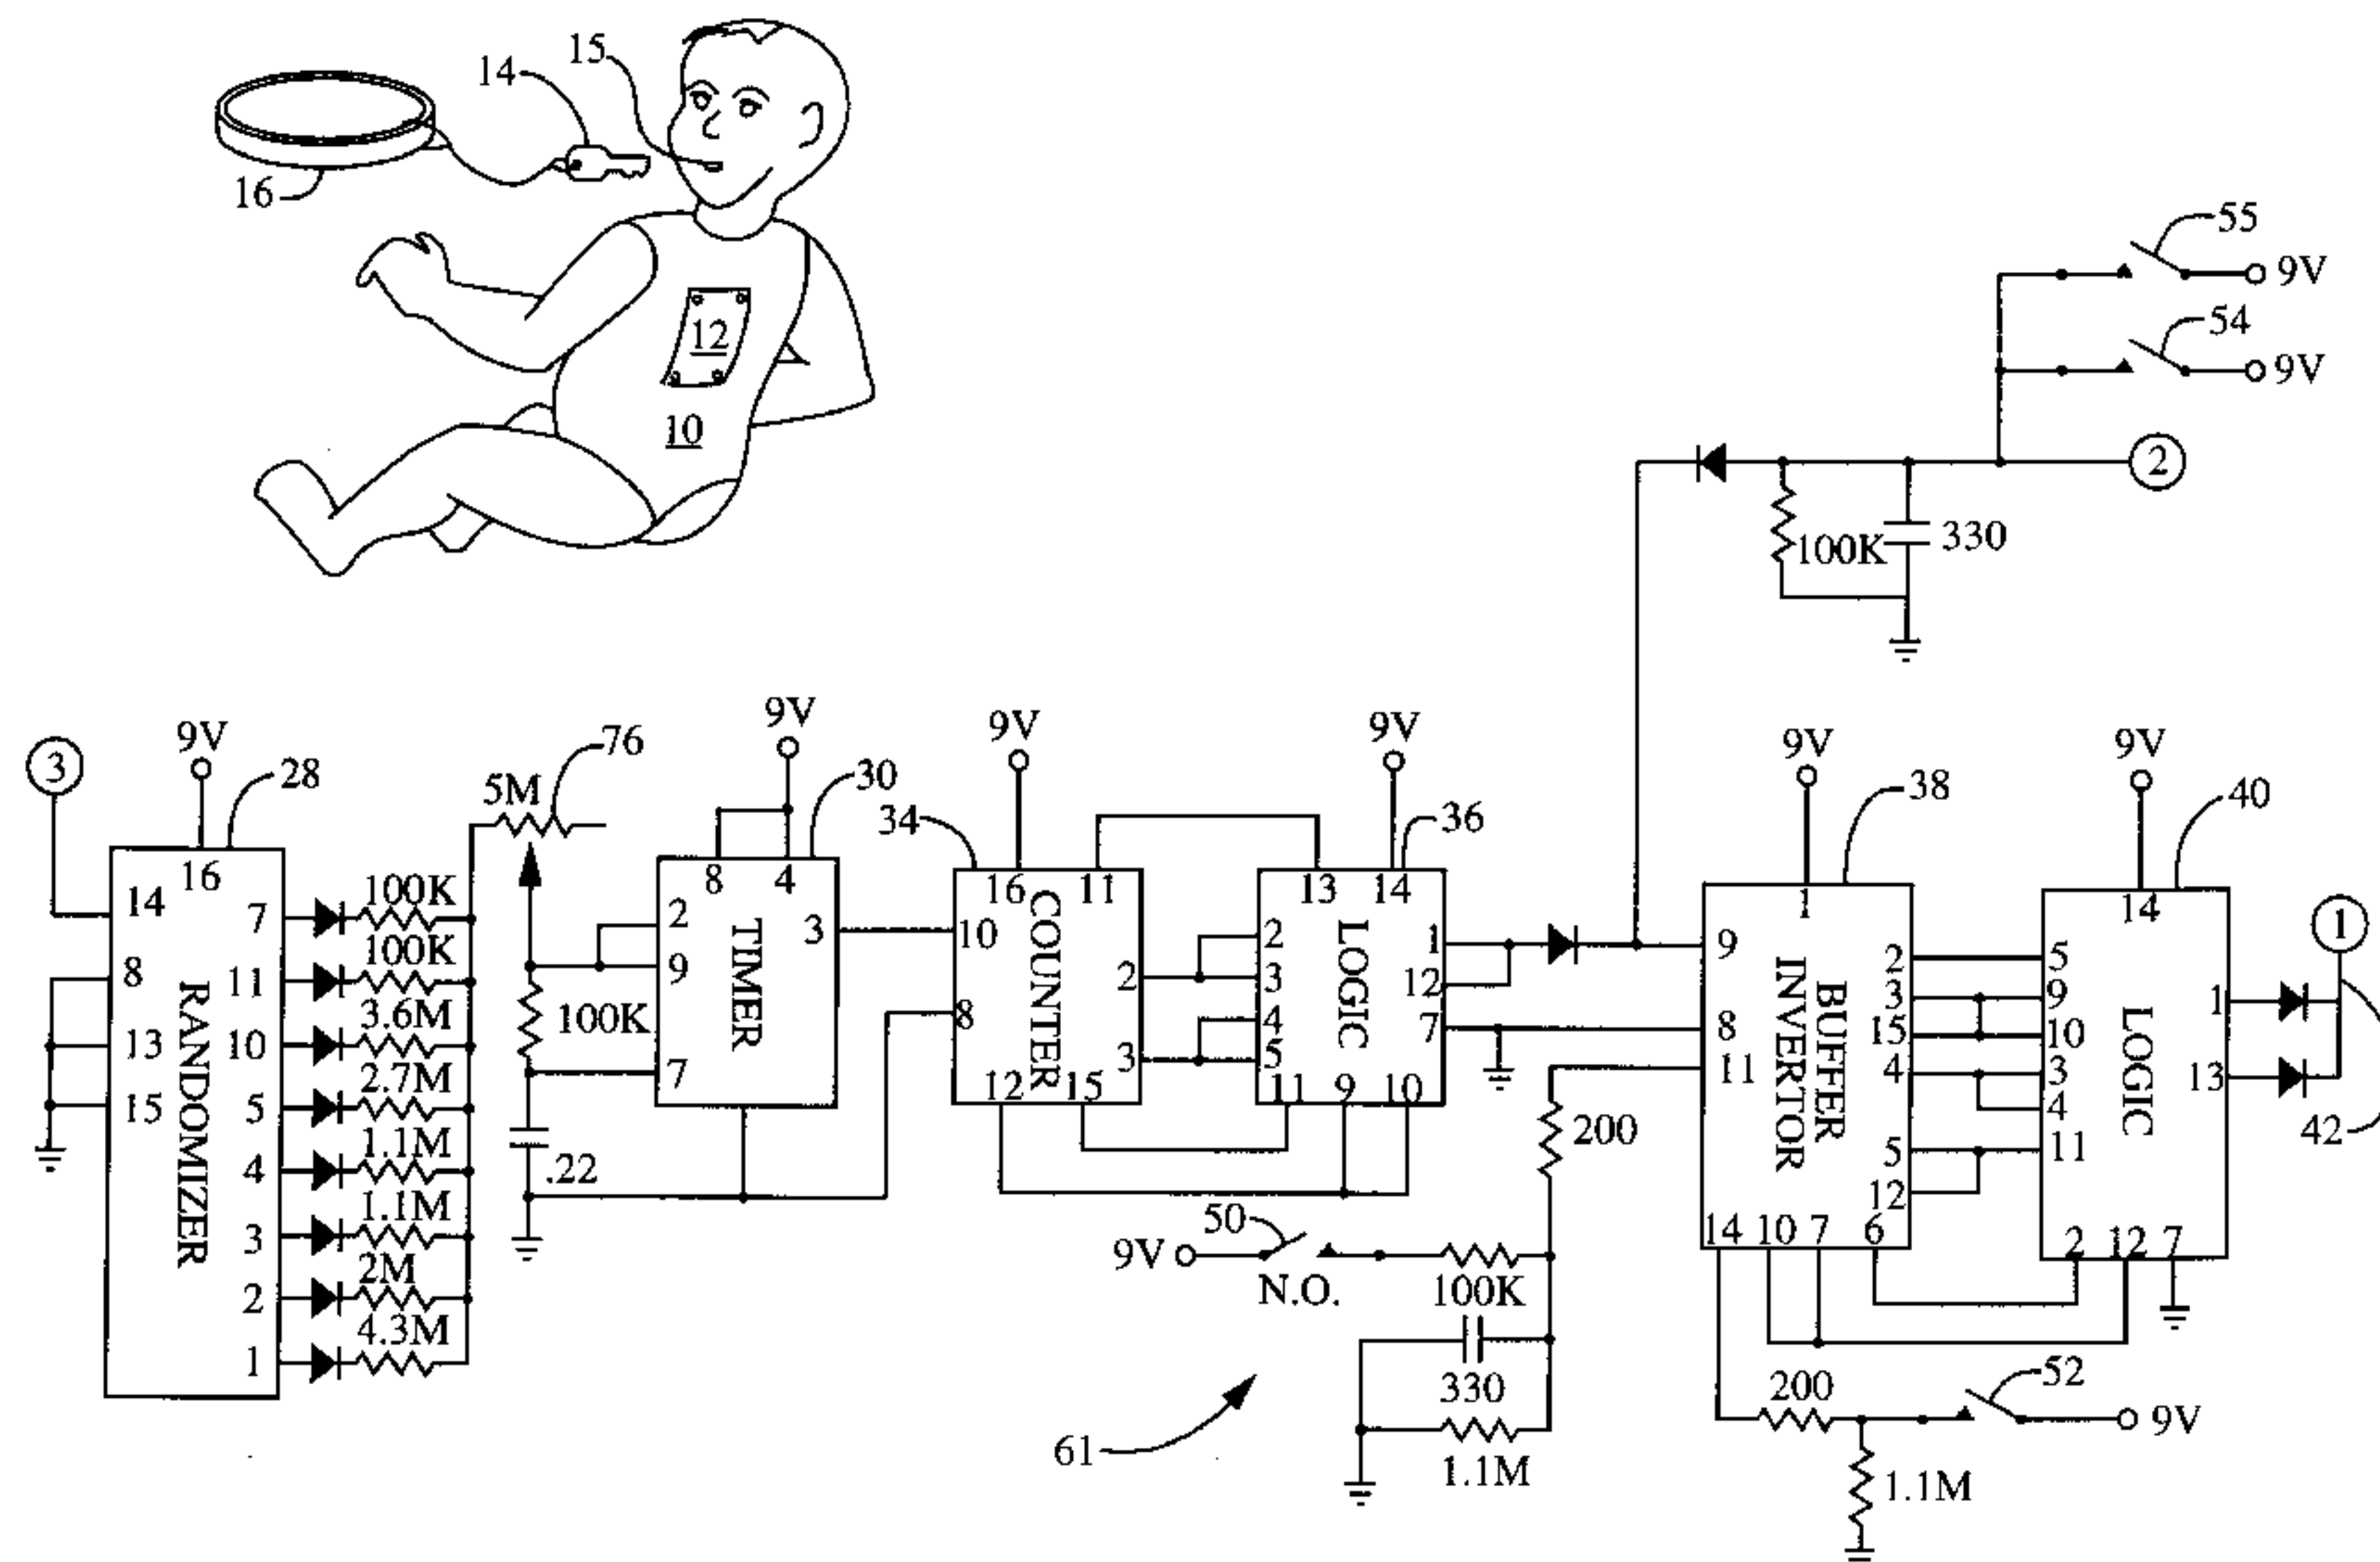 15
14
16
12
10
55
9V
54
9V
2
100K
330
3
9V
28
16
14
8
13
15
RANDOMIZER
7
11
10
5
4
3
2
1
100K
100K
3.6M
2.7M
1.1M
1.1M
2M
4.3M
5M
76
100K
.22
9V
30
8
4
2
9
7
3
TIMER
9V
34
16
11
10
8
2
3
12
15
COUNTER
9V
36
13
14
2
3
4
5
1
12
7
11
9
10
LOGIC
200
50
9V
N.O.
100K
330
1.1M
61
9V
38
1
9
8
11
2
3
15
4
5
12
14
10
7
6
BUFFER
INVERTOR
9V
40
14
5
9
10
3
4
11
1
13
2
12
7
LOGIC
1
42
200
52
9V
1.1M